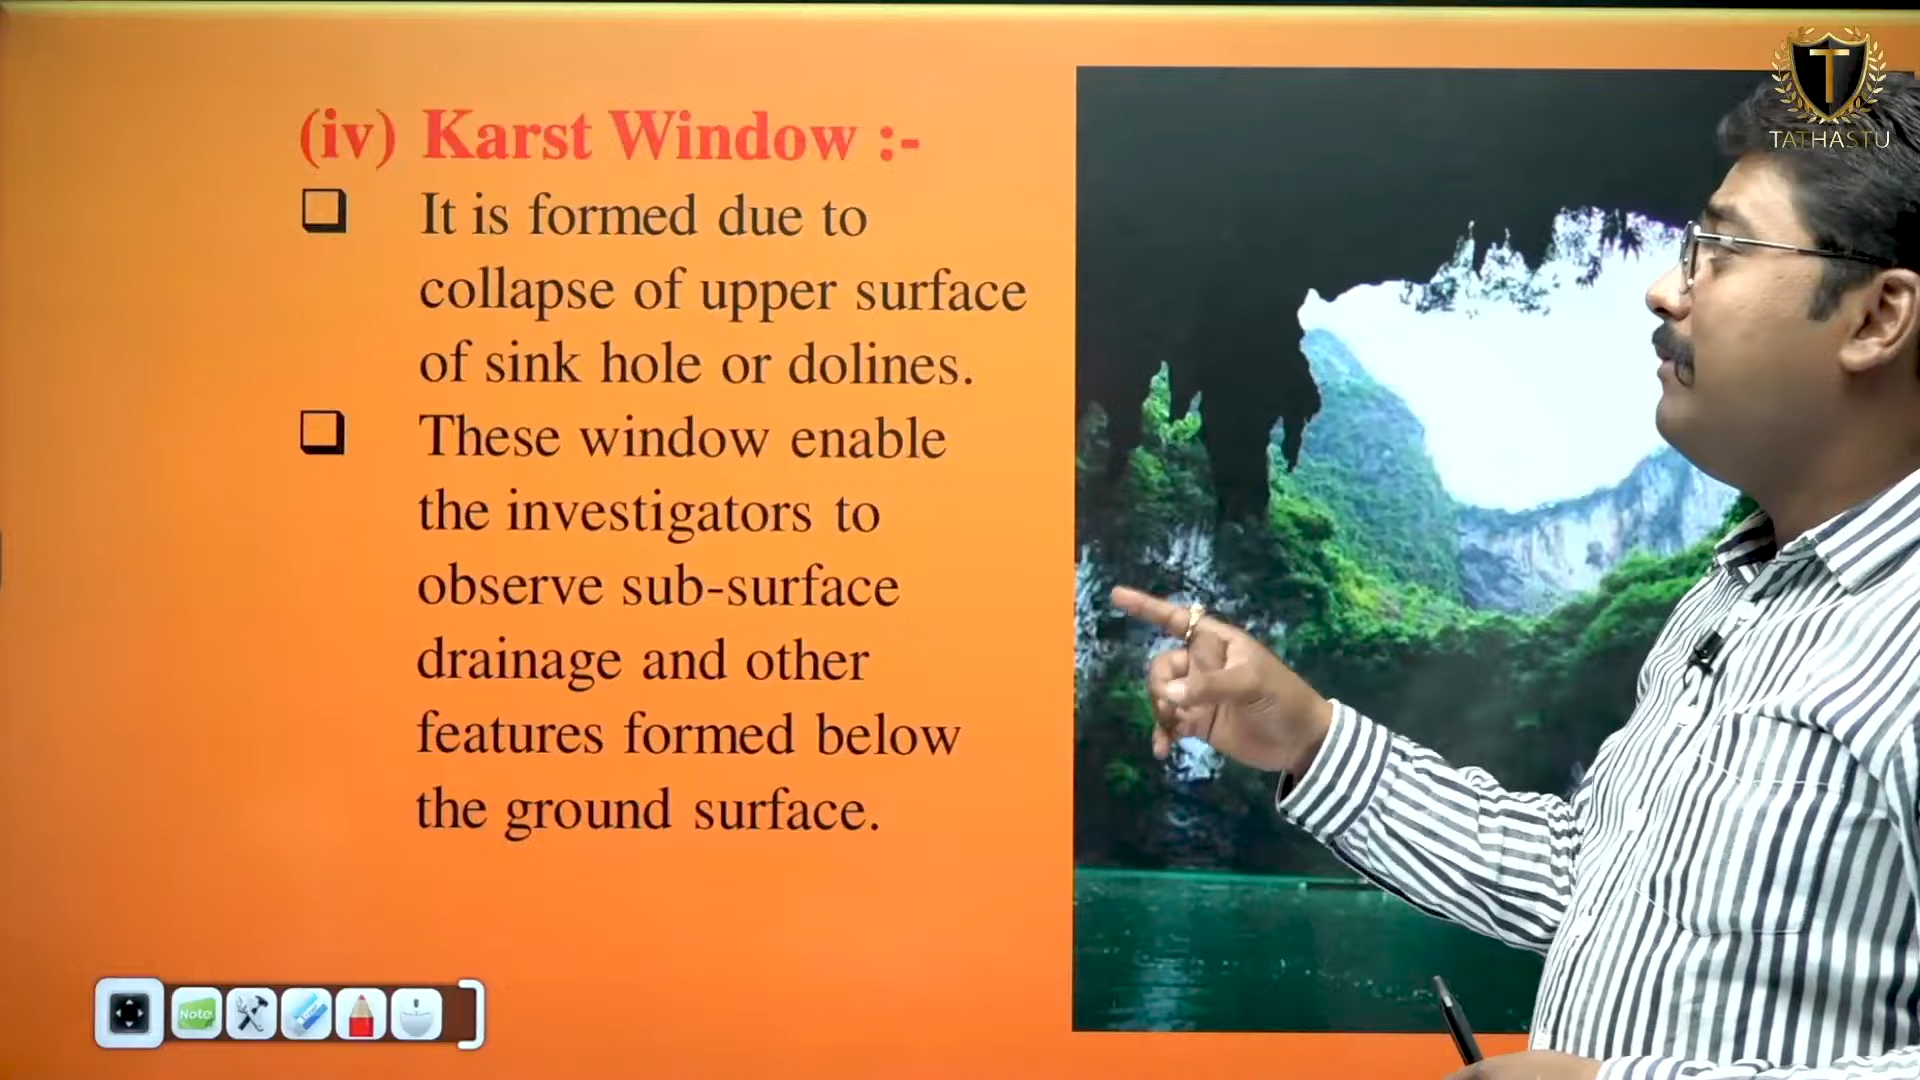 TATHASTU
(iv) Karst Window :-
It is formed due to
collapse of upper surface
of sink hole or dolines.
These window enable
the investigators to
observe sub-surface
drainage and other
features formed below
the ground surface.
Note